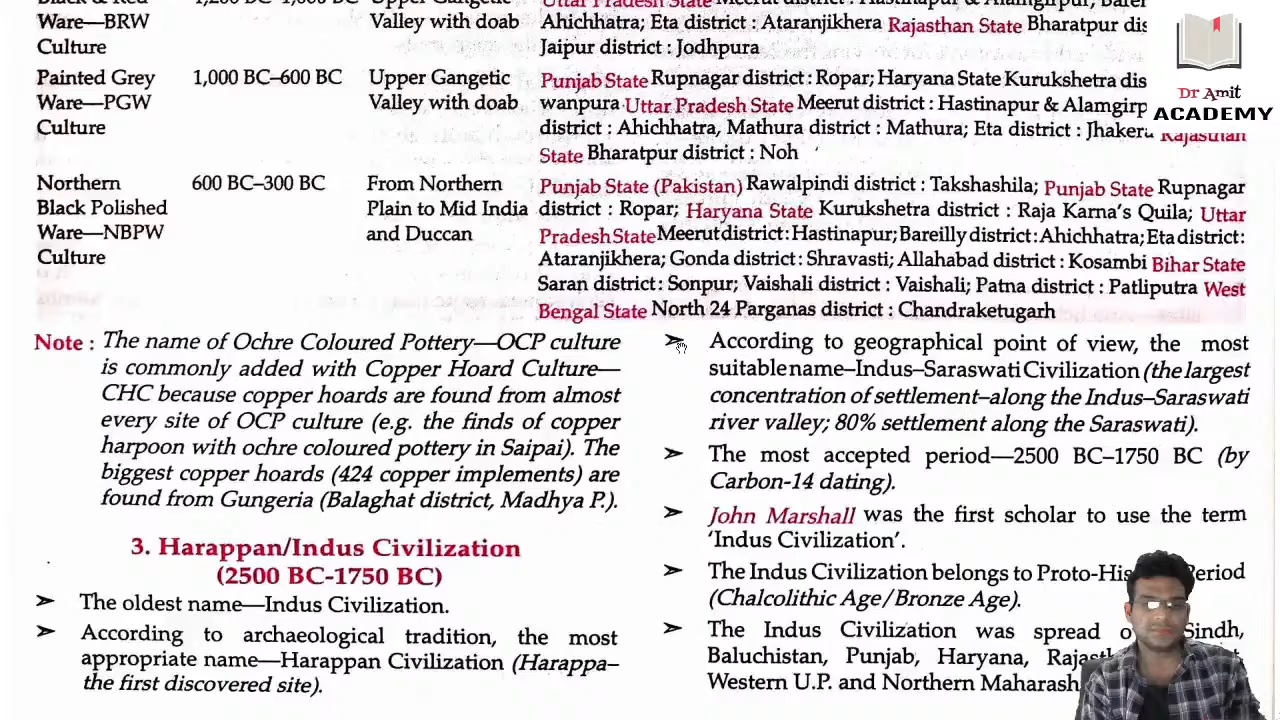 Ware—BRW Valley with doab Ahichhatra; Eta district : Ataranjikhera Rajasthan State Bharatpur dis
Culture Jaipur district : Jodhpura
Painted Grey 1,000 BC–600 BC Upper Gangetic Punjab State Rupnagar district : Ropar; Haryana State Kurukshetra dis
Ware—PGW Valley with doab wanpura Uttar Pradesh State Meerut district : Hastinapur & Alamgirp
Culture district : Ahichhatra, Mathura district : Mathura; Eta district : Jhakera Rajasthan
State Bharatpur district : Noh
Northern 600 BC–300 BC From Northern Punjab State (Pakistan) Rawalpindi district : Takshashila; Punjab State Rupnagar
Black Polished Plain to Mid India district : Ropar; Haryana State Kurukshetra district : Raja Karna's Quila; Uttar
Ware—NBPW and Duccan Pradesh State Meerut district : Hastinapur; Bareilly district : Ahichhatra; Eta district :
Culture Ataranjikhera; Gonda district : Shravasti; Allahabad district : Kosambi Bihar State
Saran district : Sonpur; Vaishali district : Vaishali; Patna district : Patliputra West
Bengal State North 24 Parganas district : Chandraketugarh
Dr Amit
ACADEMY
Note : The name of Ochre Coloured Pottery—OCP culture
is commonly added with Copper Hoard Culture—
CHC because copper hoards are found from almost
every site of OCP culture (e.g. the finds of copper
harpoon with ochre coloured pottery in Saipai). The
biggest copper hoards (424 copper implements) are
found from Gungeria (Balaghat district, Madhya P.).
3. Harappan/Indus Civilization
(2500 BC-1750 BC)
➤ The oldest name—Indus Civilization.
➤ According to archaeological tradition, the most
appropriate name—Harappan Civilization (Harappa–
the first discovered site).
➤ According to geographical point of view, the most
suitable name–Indus–Saraswati Civilization (the largest
concentration of settlement–along the Indus–Saraswati
river valley; 80% settlement along the Saraswati).
➤ The most accepted period—2500 BC–1750 BC (by
Carbon-14 dating).
➤ John Marshall was the first scholar to use the term
'Indus Civilization'.
➤ The Indus Civilization belongs to Proto-His Period
(Chalcolithic Age/Bronze Age).
➤ The Indus Civilization was spread Sindh,
Baluchistan, Punjab, Haryana,
Western U.P. and Northern Maharash